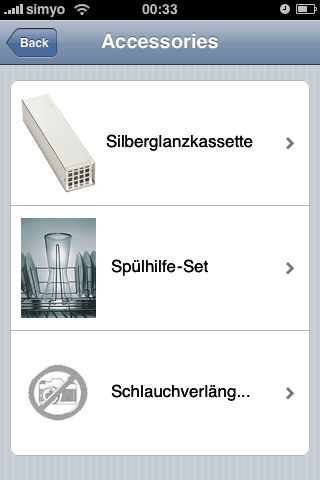 simyo 00:33
Back Accessories
Silberglanzkassette
Spülhilfe-Set
Schlauchverläng...